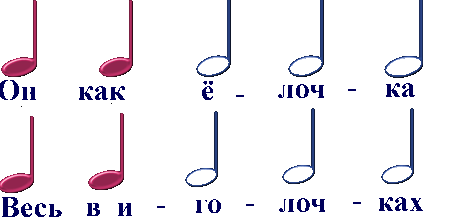 Он как ё - лоч - ка
Весь в и - го - лоч - ках